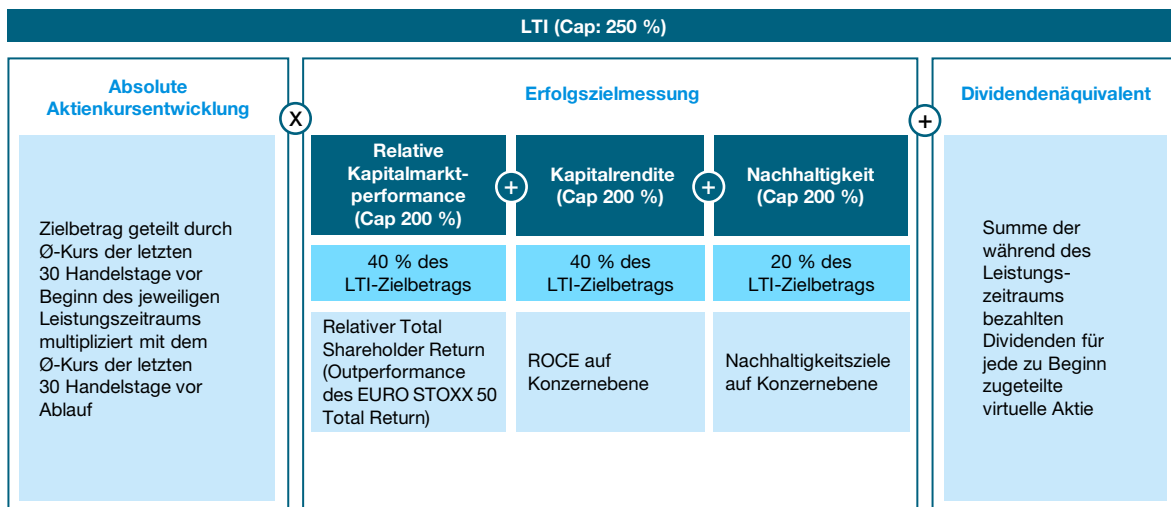 LTI (Cap: 250 %)
Absolute
Aktienkursentwicklung
X
Erfolgszielmessung
+
Dividendenäquivalent
Zielbetrag geteilt durch
Ø-Kurs der letzten
30 Handelstage vor
Beginn des jeweiligen
Leistungszeitraums
multipliziert mit dem
Ø-Kurs der letzten
30 Handelstage vor
Ablauf
Relative
Kapitalmarkt-
performance
(Cap 200 %)
+
Kapitalrendite
(Cap 200 %)
+
Nachhaltigkeit
(Cap 200 %)
40 % des
LTI-Zielbetrags
40 % des
LTI-Zielbetrags
20 % des
LTI-Zielbetrags
Relativer Total
Shareholder Return
(Outperformance
des EURO STOXX 50
Total Return)
ROCE auf
Konzernebene
Nachhaltigkeitsziele
auf Konzernebene
Summe der
während des
Leistungs-
zeitraums
bezahlten
Dividenden für
jede zu Beginn
zugeteilte
virtuelle Aktie